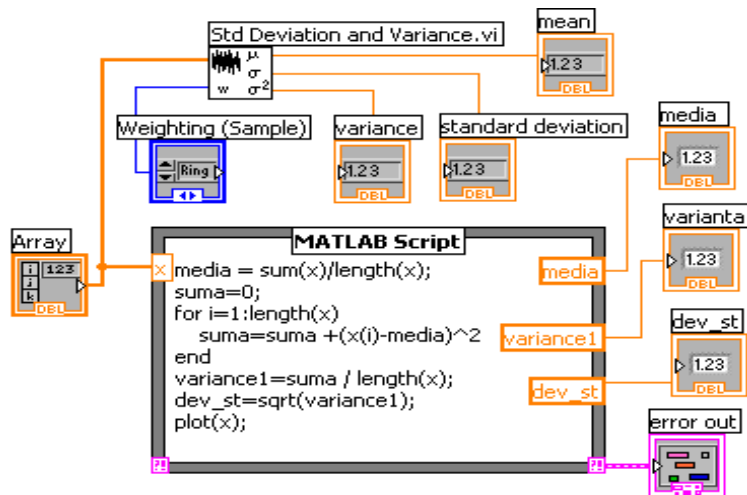 mean
Std Deviation and Variance.vi
μ
σ
w σ²
1.23
DBL
Weighting (Sample)
Ring
variance
1.23
DBL
standard deviation
1.23
DBL
media
1.23
DBL
Array
i
j
k
123
DBL
MATLAB Script
x
media = sum(x)/length(x);
suma=0;
for i=1:length(x)
suma=suma +(x(i)-media)^2
end
variance1=suma / length(x);
dev_st=sqrt(variance1);
plot(x);
media
variance1
dev_st
varianta
1.23
DBL
dev_st
1.23
DBL
error out
?!
?!